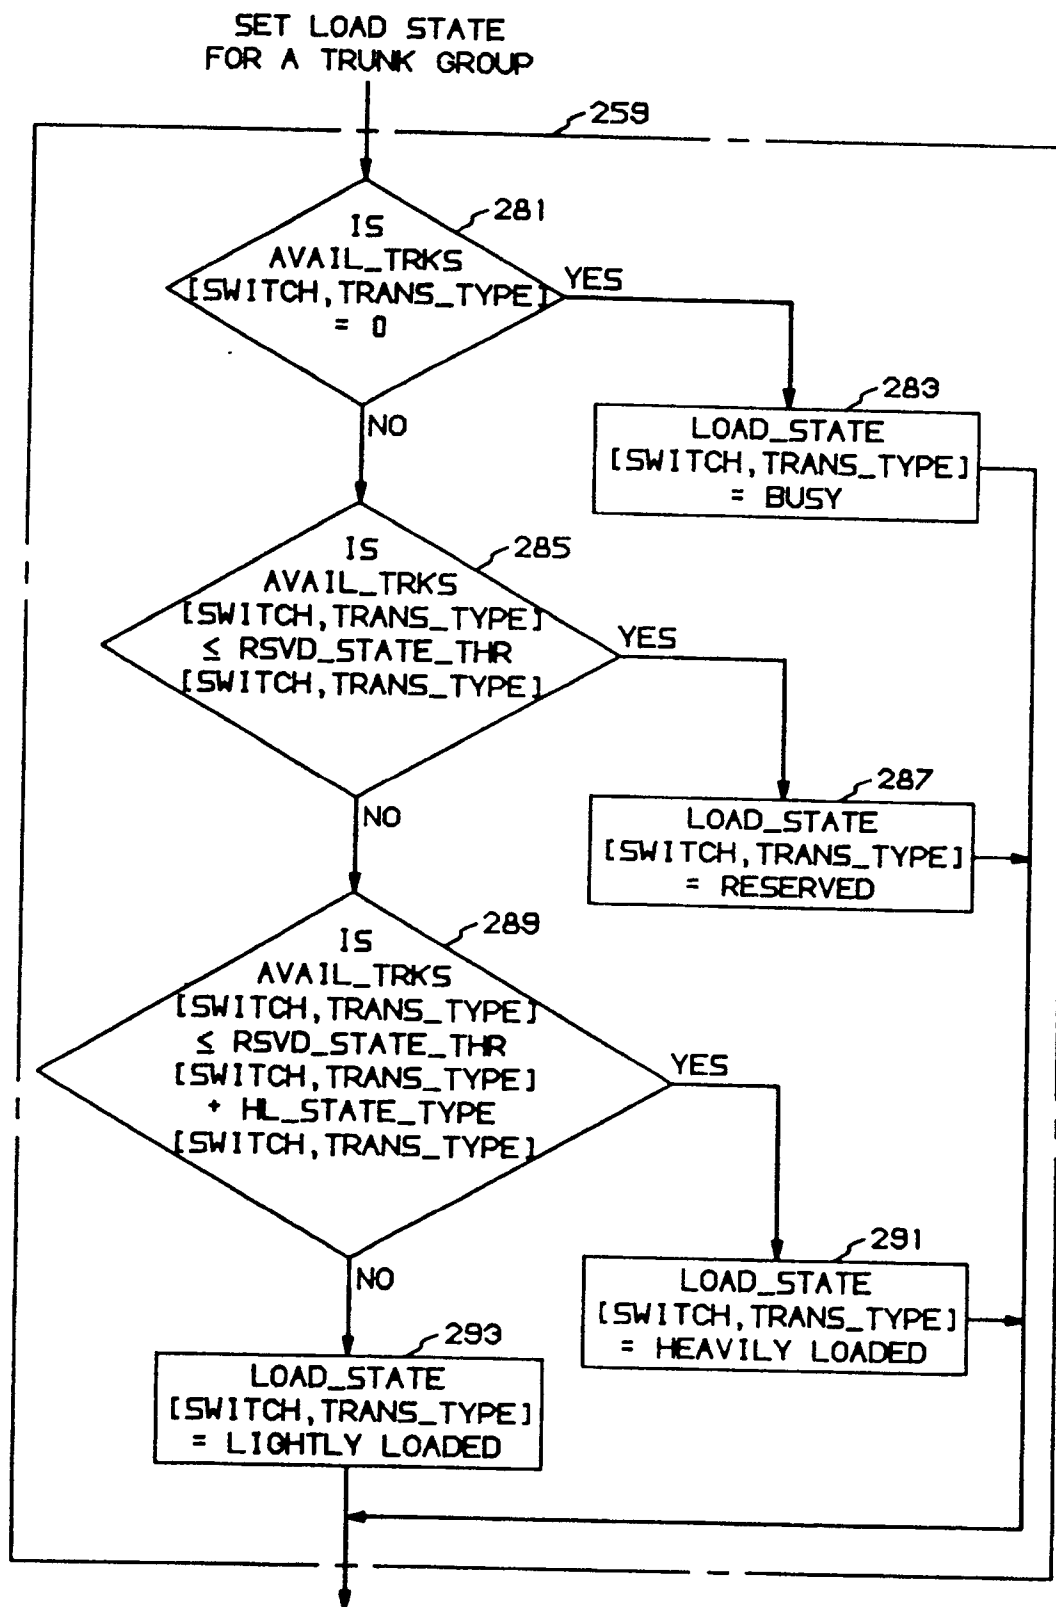 SET LOAD STATE
FOR A TRUNK GROUP
259
281
IS
AVAIL_TRKS
[SWITCH,TRANS_TYPE]
= 0
YES
NO
283
LOAD_STATE
[SWITCH,TRANS_TYPE]
= BUSY
285
IS
AVAIL_TRKS
[SWITCH,TRANS_TYPE]
≤ RSVD_STATE_THR
[SWITCH,TRANS_TYPE]
YES
NO
287
LOAD_STATE
[SWITCH,TRANS_TYPE]
= RESERVED
289
IS
AVAIL_TRKS
[SWITCH,TRANS_TYPE]
≤ RSVD_STATE_THR
[SWITCH,TRANS_TYPE]
+ HL_STATE_TYPE
[SWITCH,TRANS_TYPE]
YES
NO
291
LOAD_STATE
[SWITCH,TRANS_TYPE]
= HEAVILY LOADED
293
LOAD_STATE
[SWITCH,TRANS_TYPE]
= LIGHTLY LOADED